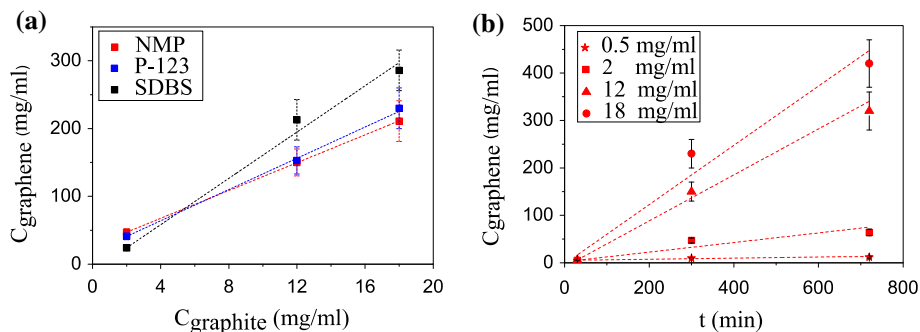 (a)
NMP
P-123
SDBS
300
200
100
0
0 4 8 12 16 20
Cgraphene (mg/ml)
Cgraphite (mg/ml)
(b)
0.5 mg/ml
2 mg/ml
12 mg/ml
18 mg/ml
500
400
300
200
100
0
0 200 400 600 800
Cgraphene (mg/ml)
t (min)